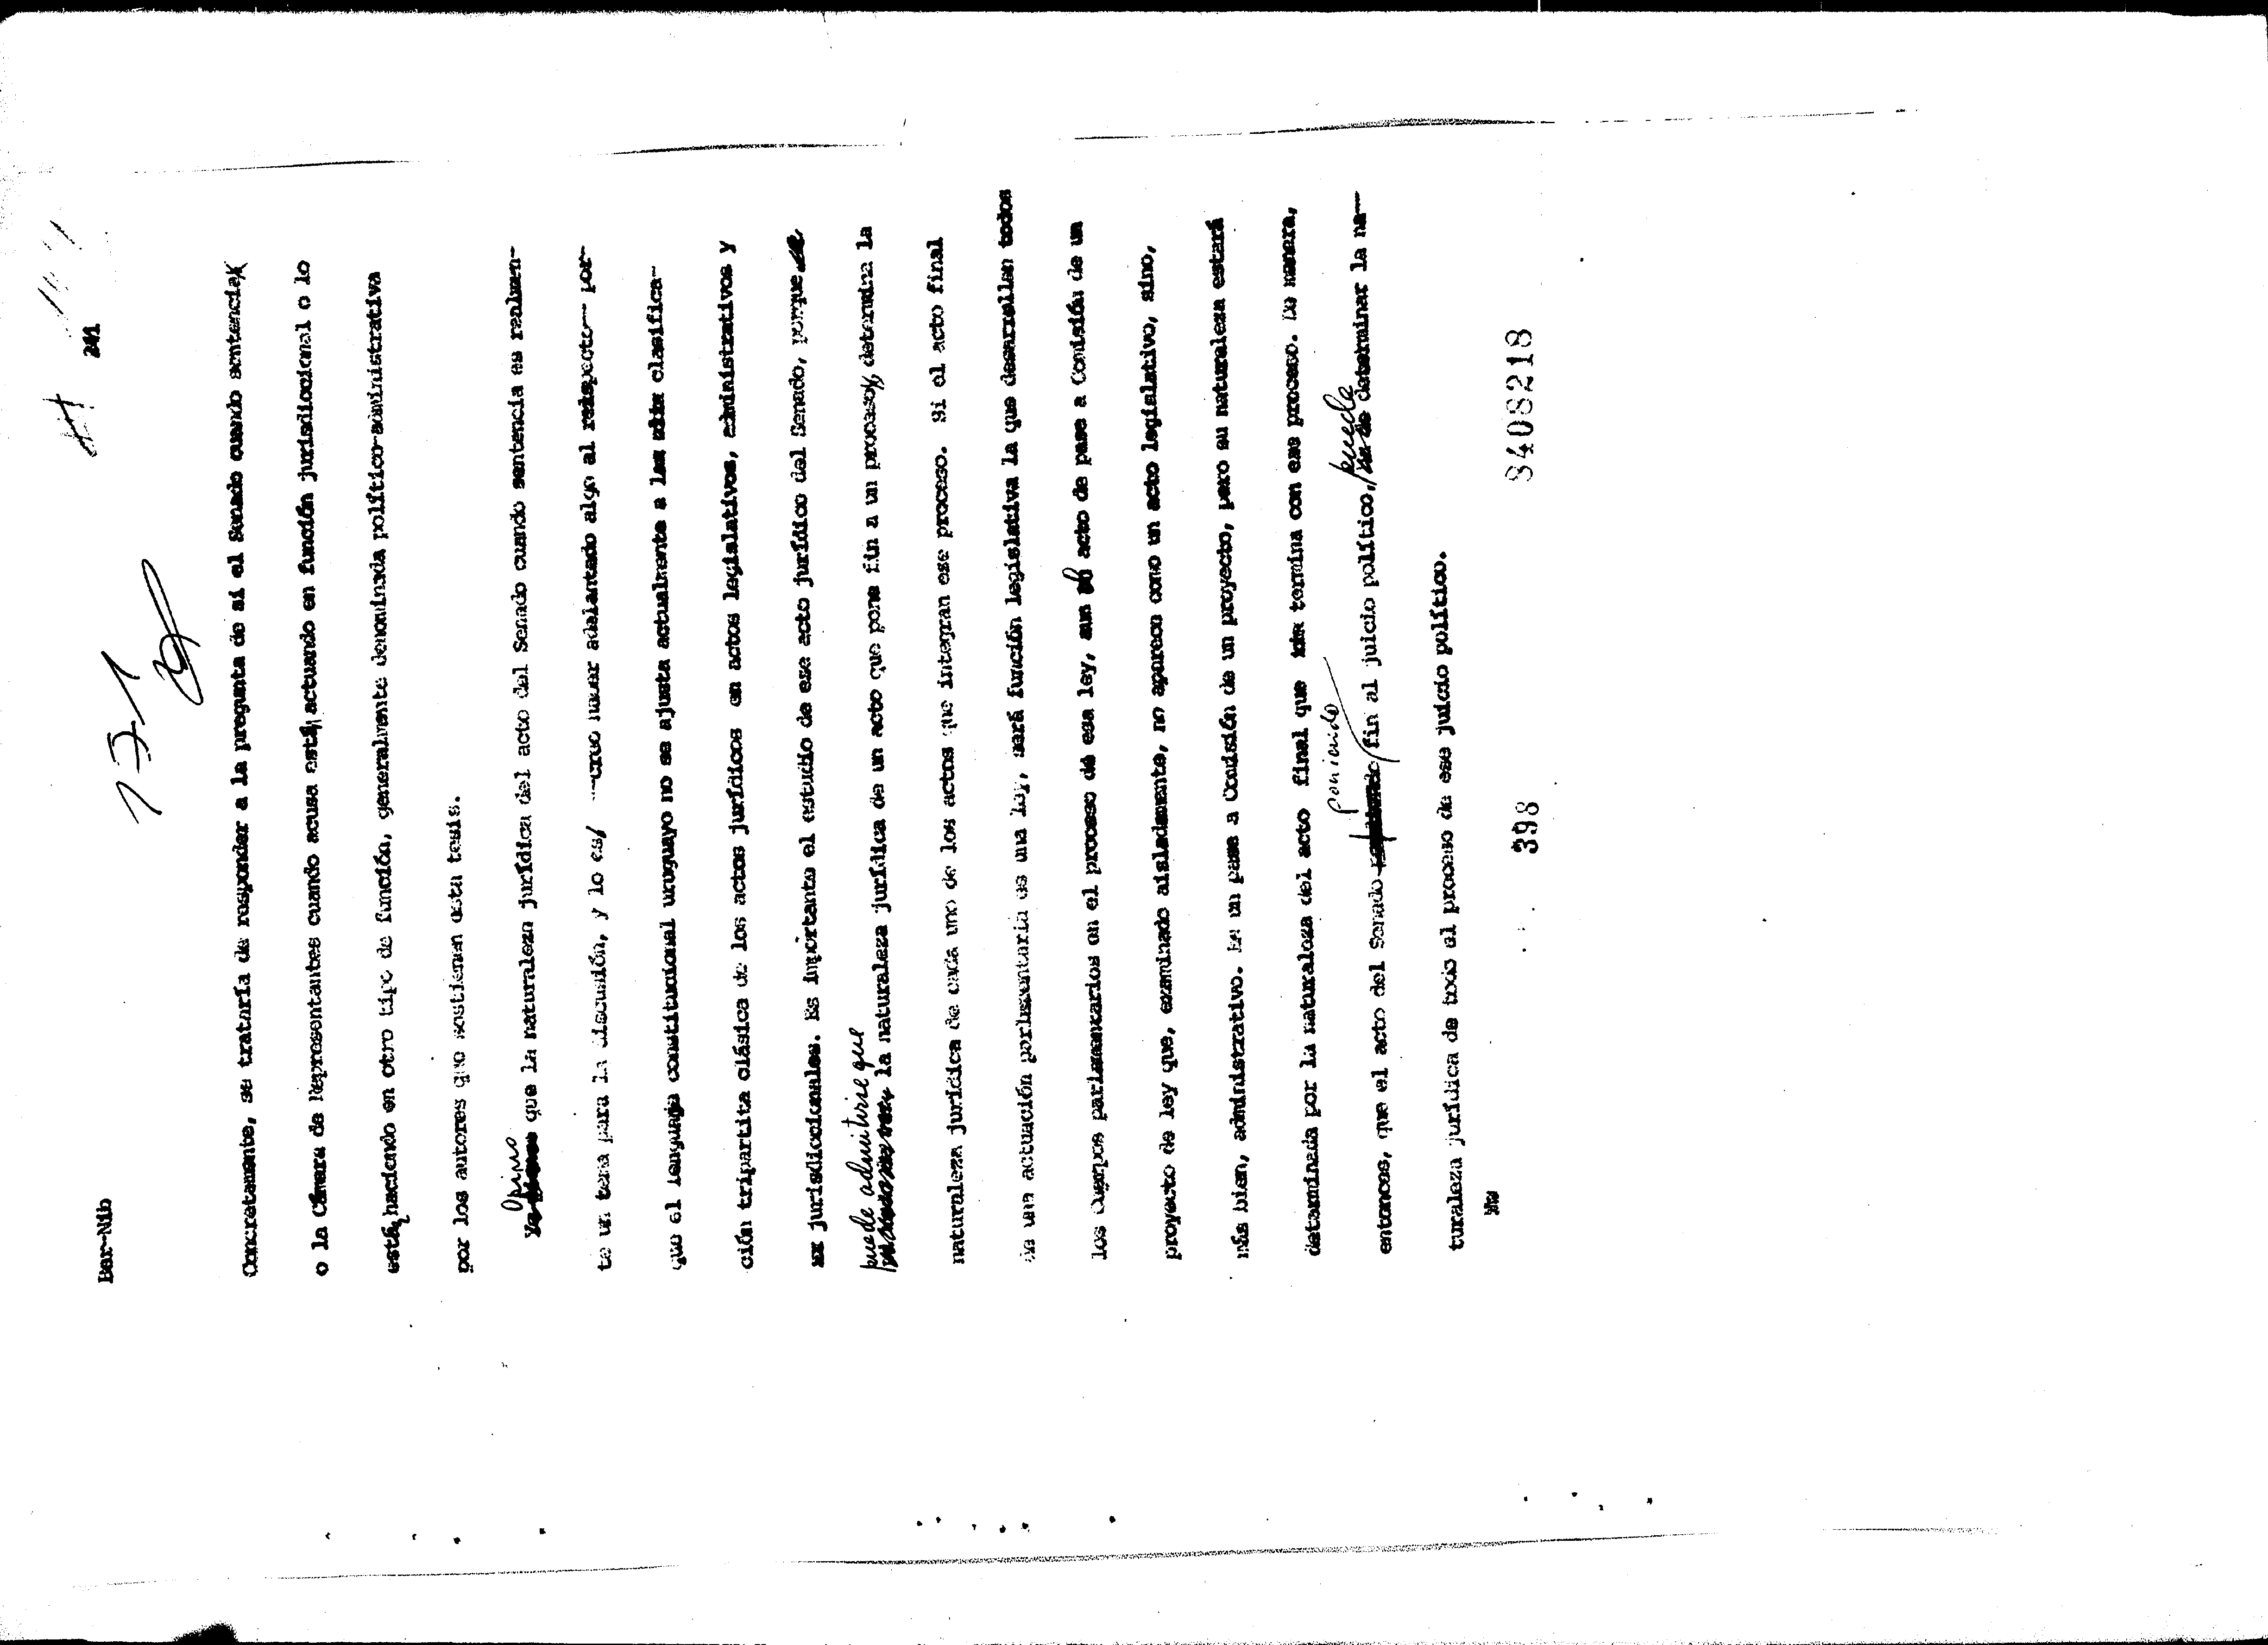 Bar-Nib
241
171
Concretamente, se trataría de responder a la pregunta de si el Senado cuando sentencia
o la Cámara de Representantes cuando acusa está actuando en función jurisdiccional o lo
está haciendo en otro tipo de función, generalmente denominada político-administrativa
por los autores que sostienen esta tesis.
Opino que la naturaleza jurídica del acto del Senado cuando sentencia es realmen-
te un tema para la discusión, y lo es/ —creo haber adelantado algo al respecto— por-
que el lenguaje constitucional uruguayo no se ajusta actualmente a las clasifica-
ción tripartita clásica de los actos jurídicos en actos legislativos, administrativos y
jurisdiccionales. Es importante el estudio de ese acto jurídico del Senado, porque
puede admitirse que la naturaleza jurídica de un acto que pone fin a un proceso, determina la
naturaleza jurídica de cada uno de los actos que integran ese proceso. Si el acto final
de una actuación parlamentaria es una ley, será función legislativa la que desarrollan todos
los Cuerpos parlamentarios en el proceso de esa ley, aun acto de pase a Comisión de un
proyecto de ley que, examinado aisladamente, no aparece como un acto legislativo, sino,
más bien, administrativo. Es un pase a Comisión de un proyecto, pero su naturaleza estará
determinada por la naturaleza del acto final que termina con ese proceso. De manera,
entonces, que el acto del Senado poniendo fin al juicio político, puede determinar la na-
turaleza jurídica de todo el proceso de ese juicio político.
398
8408218